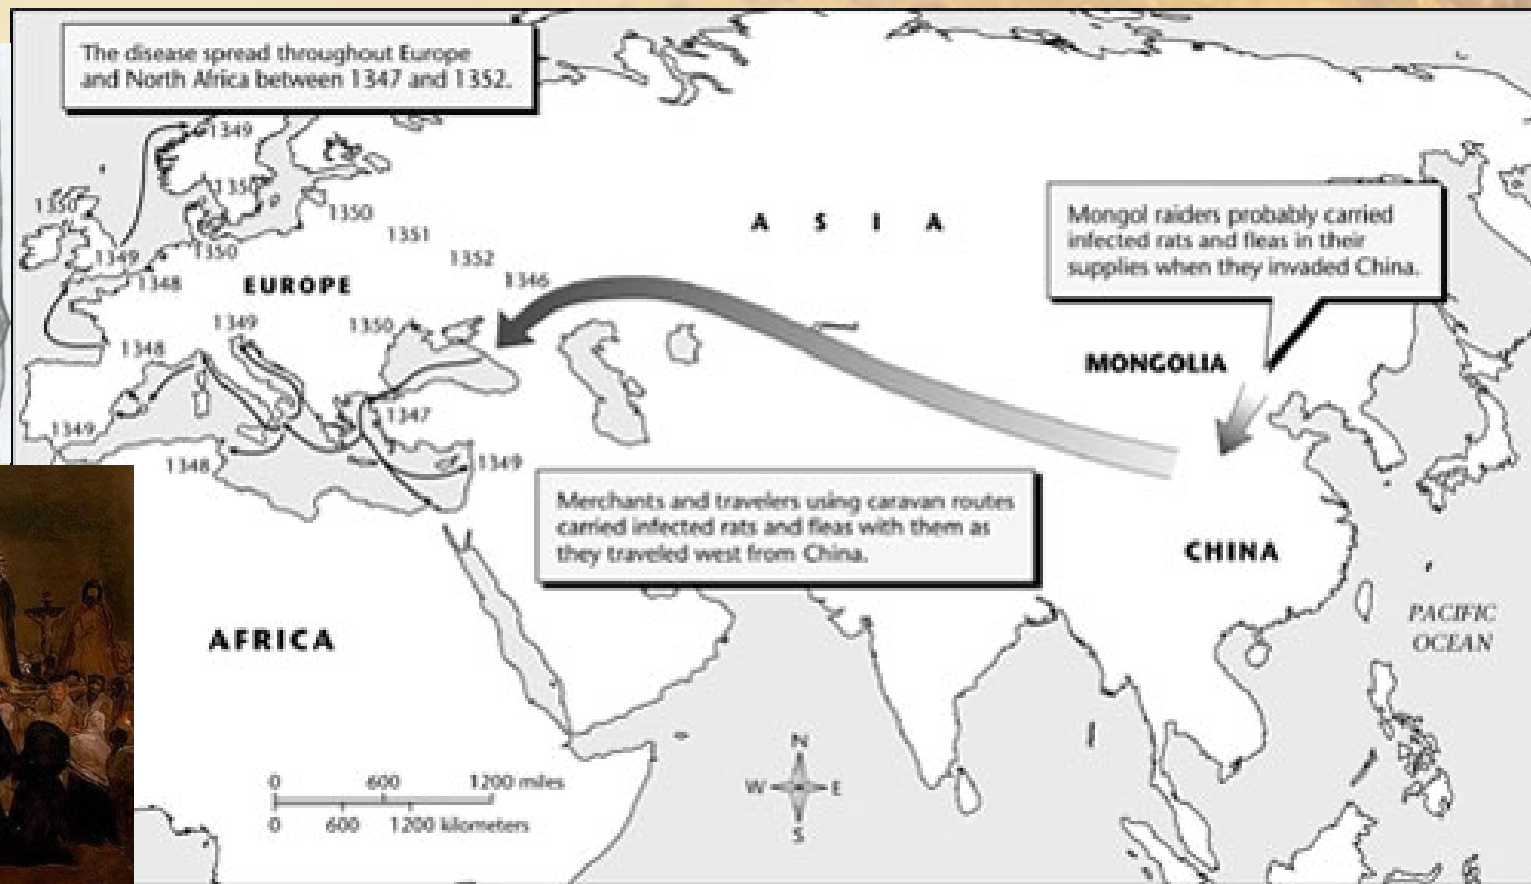 The disease spread throughout Europe
and North Africa between 1347 and 1352.
1349
1350
1350
1350
1349
1350
1348
1351
1352
1346
EUROPE
A S I A
Mongol raiders probably carried
infected rats and fleas in their
supplies when they invaded China.
1349
1350
1348
MONGOLIA
1347
1349
1348
1349
Merchants and travelers using caravan routes
carried infected rats and fleas with them as
they traveled west from China.
CHINA
PACIFIC
OCEAN
AFRICA
0 600 1200 miles
0 600 1200 kilometers
N
W E
S